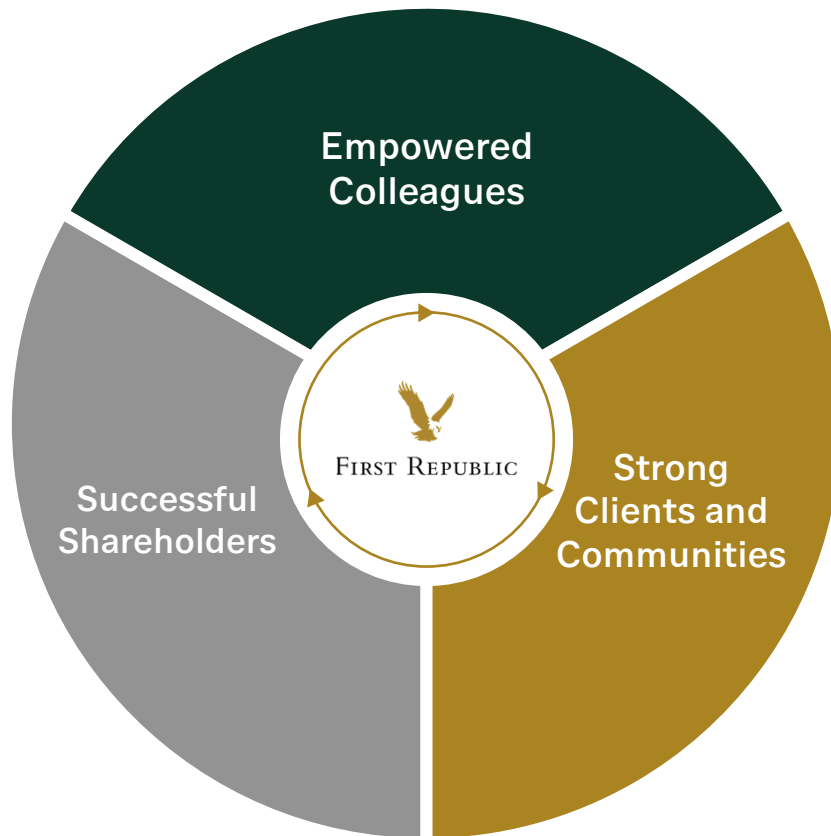 Empowered
Colleagues
FIRST REPUBLIC
Strong
Clients and
Communities
Successful
Shareholders